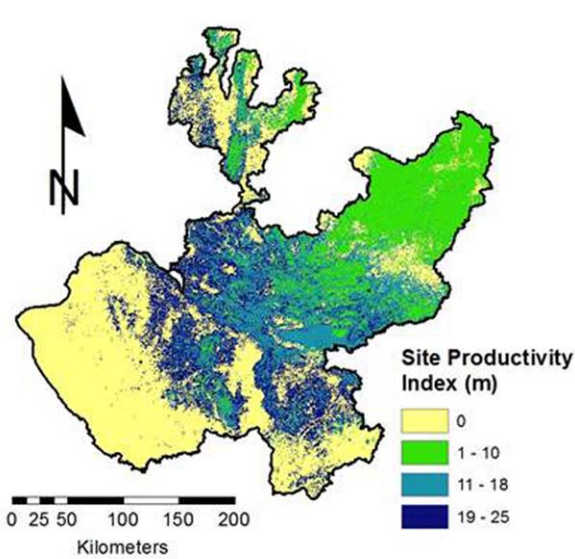 N
Site Productivity
Index (m)
0
1 - 10
11 - 18
19 - 25
0 25 50 100 150 200
Kilometers